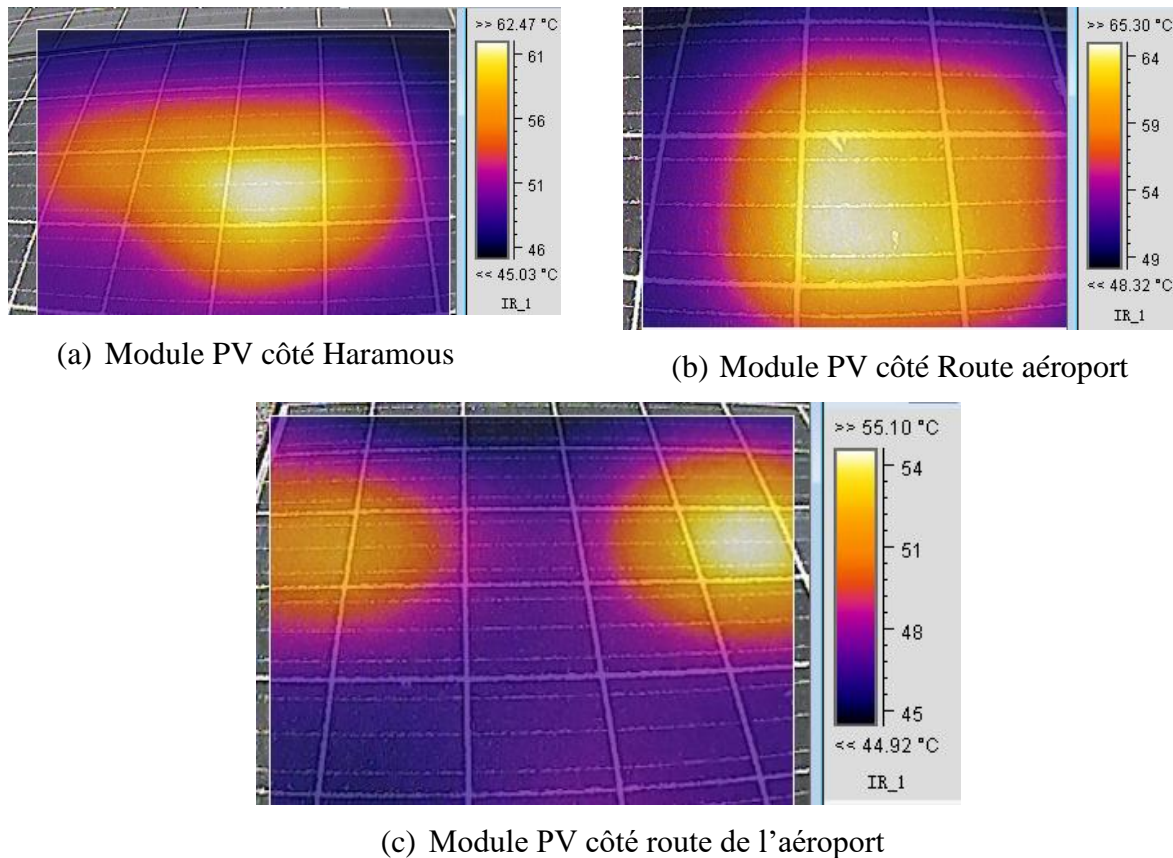 >> 62.47 °C
61
56
51
46
<< 45.03 °C
IR_1
(a) Module PV côté Haramous
>> 65.30 °C
64
59
54
49
<< 48.32 °C
IR_1
(b) Module PV côté Route aéroport
>> 55.10 °C
54
51
48
45
<< 44.92 °C
IR_1
(c) Module PV côté route de l’aéroport